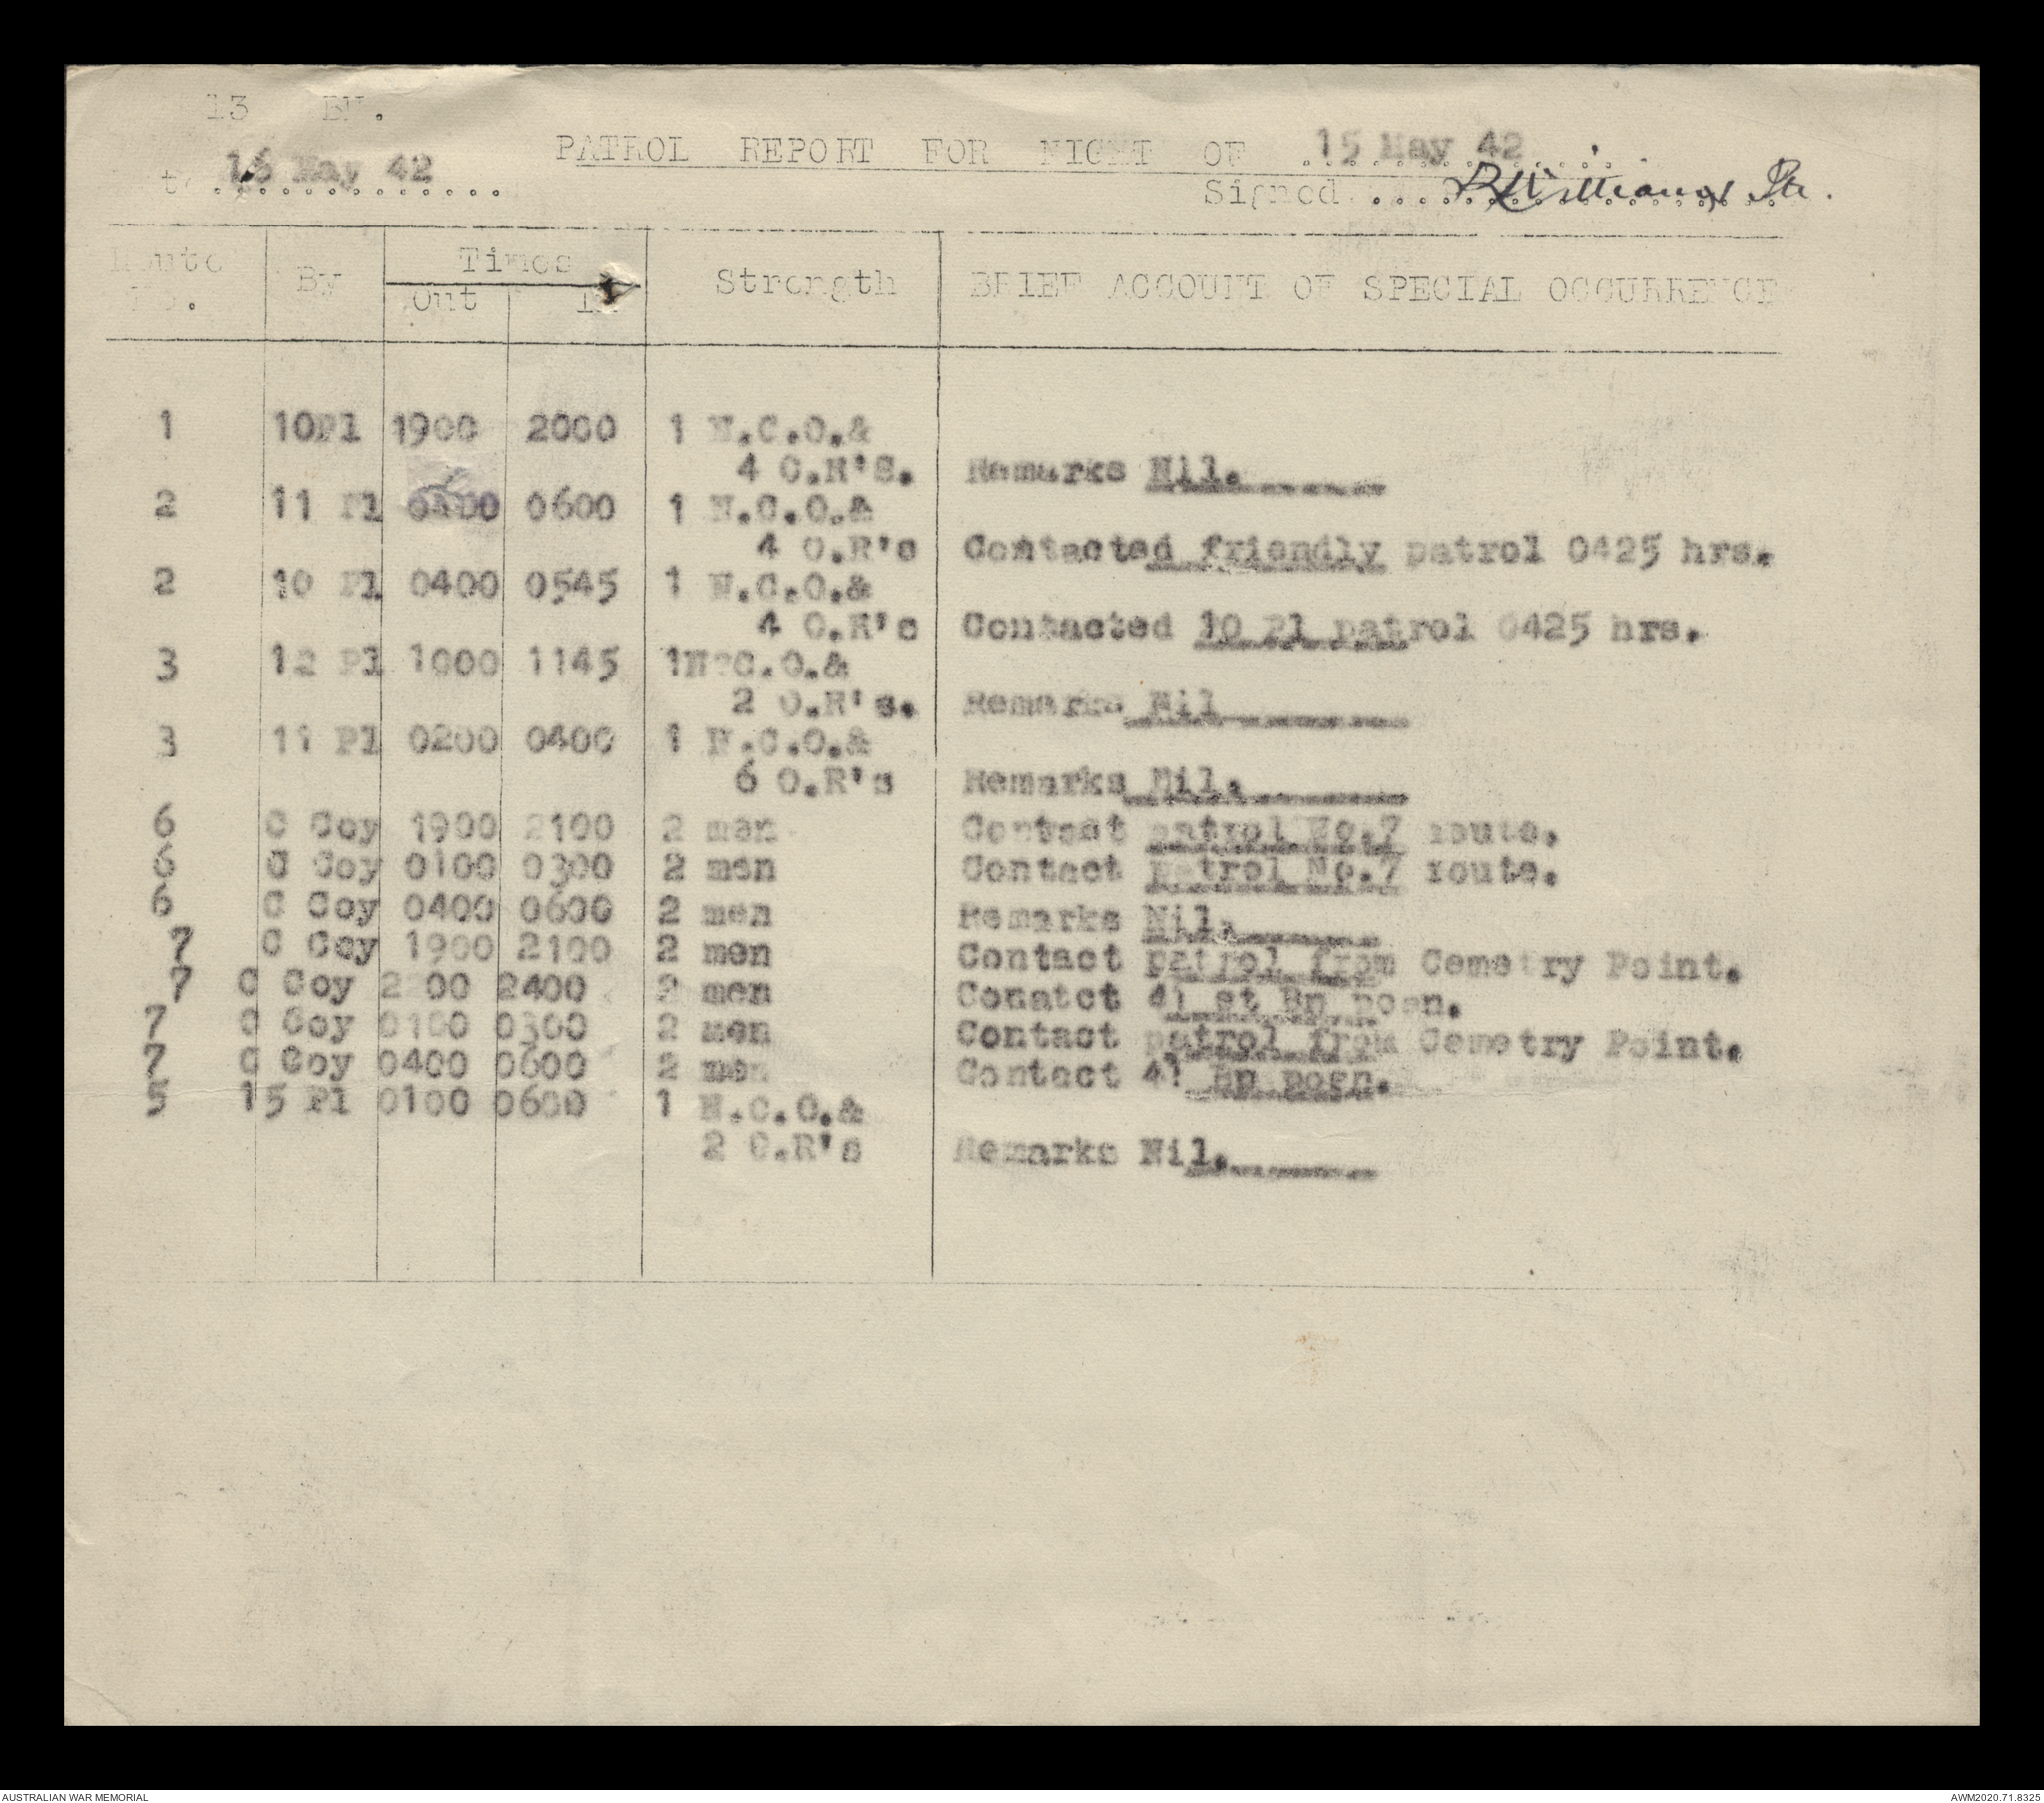 13 BN.
PATROL REPORT FOR NIGHT OF 15 May 42
16 May 42
Signed
Route No. By Times Out In Strength BRIEF ACCOUNT OF SPECIAL OCCURRENCE
1 10Pl 1900 2000 1 N.C.O.&
4 O.R'S. Remarks Nil.
2 11 Pl 0400 0600 1 N.C.O.&
4 O.R's Contacted friendly patrol 0425 hrs.
2 10 Pl 0400 0545 1 N.C.O.&
4 O.R's Contacted 10 Pl patrol 0425 hrs.
3 12 Pl 1000 1145 1N.C.O.&
2 O.R's. Remarks Nil
3 11 Pl 0200 0400 1 N.C.O.&
6 O.R's Remarks Nil.
6 C Coy 1900 2100 2 men Contact patrol No.7 route.
6 C Coy 0100 0300 2 men Contact patrol No.7 route.
6 C Coy 0400 0600 2 men Remarks Nil.
7 C Coy 1900 2100 2 men Contact patrol from Cemetry Point.
7 C Coy 2200 2400 2 men Conatct 41 st Bn posn.
7 C Coy 0100 0300 2 men Contact patrol from Cemetry Point.
7 C Coy 0400 0600 2 men Contact 41 Bn posn.
5 15 Pl 0100 0600 1 N.C.O.&
2 O.R's Remarks Nil.
AUSTRALIAN WAR MEMORIAL AWM2020.71.8325